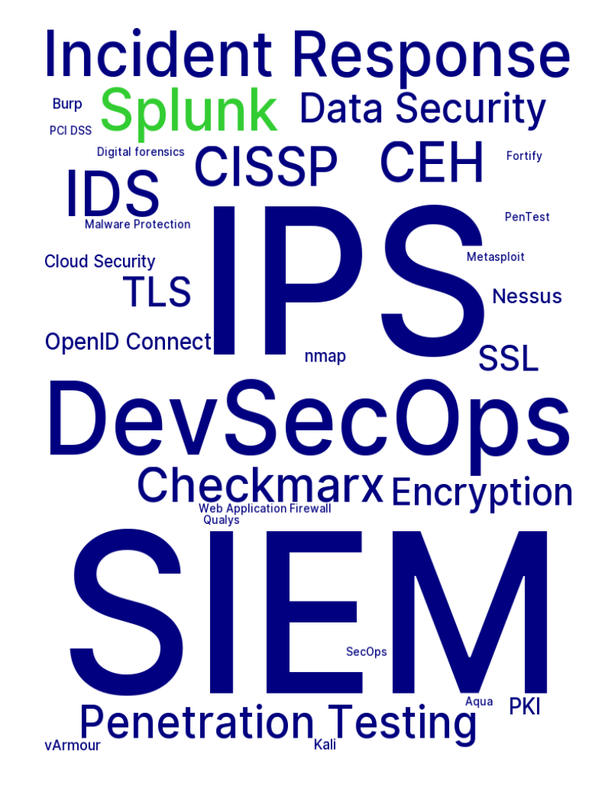 Incident Response
Burp
Splunk
Data Security
PCI DSS
Digital forensics
CISSP
CEH
Fortify
IDS
IPS
PenTest
Malware Protection
Metasploit
Cloud Security
TLS
Nessus
OpenID Connect
nmap
SSL
DevSecOps
Checkmarx
Encryption
Web Application Firewall
Qualys
SIEM
SecOps
Aqua
PKI
Penetration Testing
vArmour
Kali